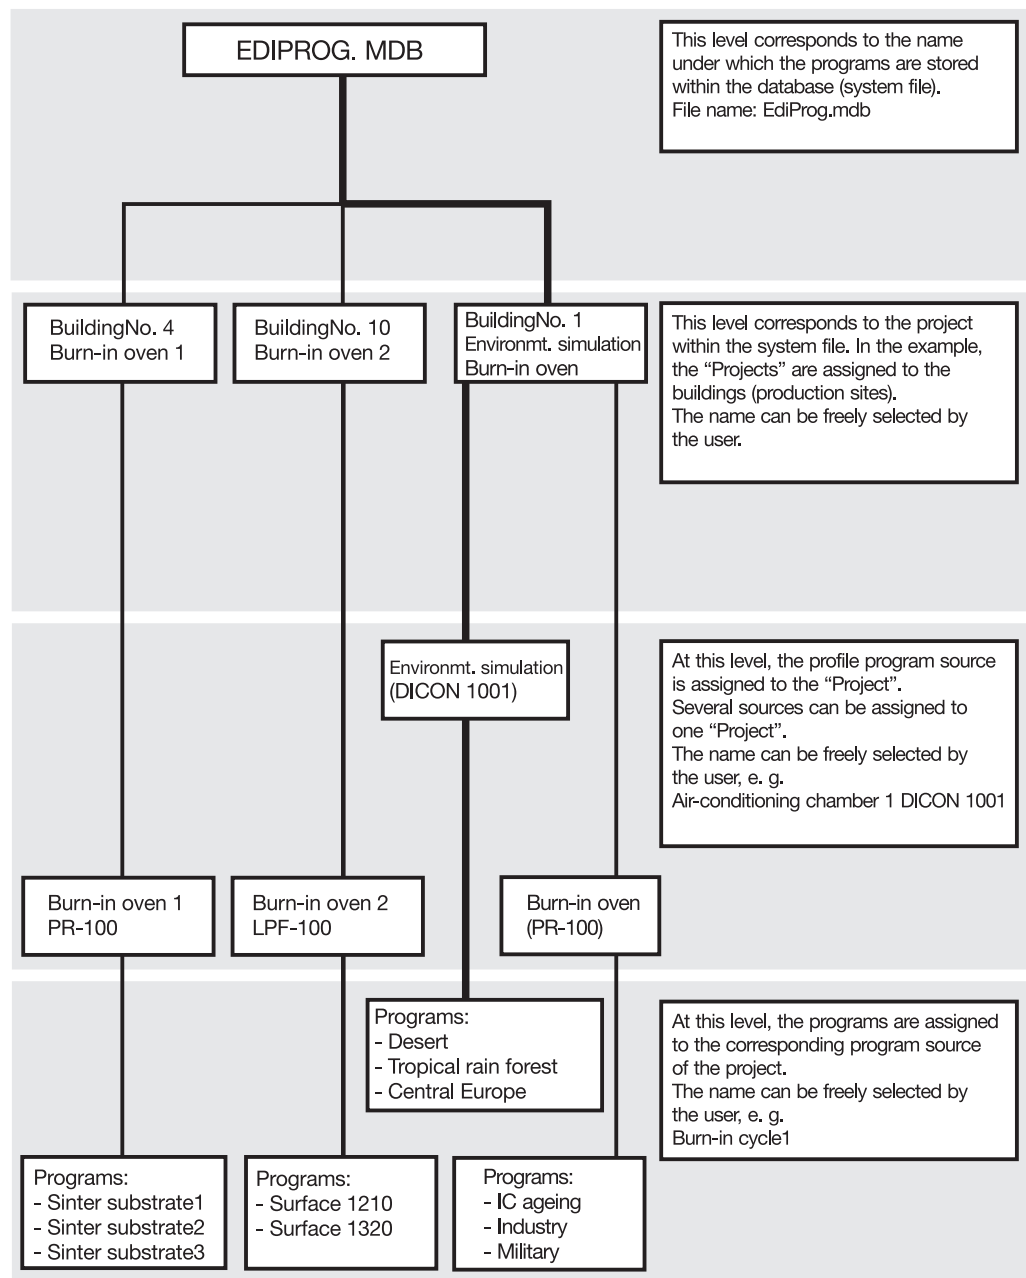 EDIPROG. MDB
This level corresponds to the name
under which the programs are stored
within the database (system file).
File name: EdiProg.mdb
BuildingNo. 4
Burn-in oven 1
BuildingNo. 10
Burn-in oven 2
BuildingNo. 1
Environmt. simulation
Burn-in oven
This level corresponds to the project
within the system file. In the example,
the “Projects” are assigned to the
buildings (production sites).
The name can be freely selected by
the user.
Environmt. simulation
(DICON 1001)
At this level, the profile program source
is assigned to the “Project”.
Several sources can be assigned to
one “Project”.
The name can be freely selected by
the user, e. g.
Air-conditioning chamber 1 DICON 1001
Burn-in oven 1
PR-100
Burn-in oven 2
LPF-100
Burn-in oven
(PR-100)
Programs:
- Desert
- Tropical rain forest
- Central Europe
At this level, the programs are assigned
to the corresponding program source
of the project.
The name can be freely selected by
the user, e. g.
Burn-in cycle1
Programs:
- Sinter substrate1
- Sinter substrate2
- Sinter substrate3
Programs:
- Surface 1210
- Surface 1320
Programs:
- IC ageing
- Industry
- Military